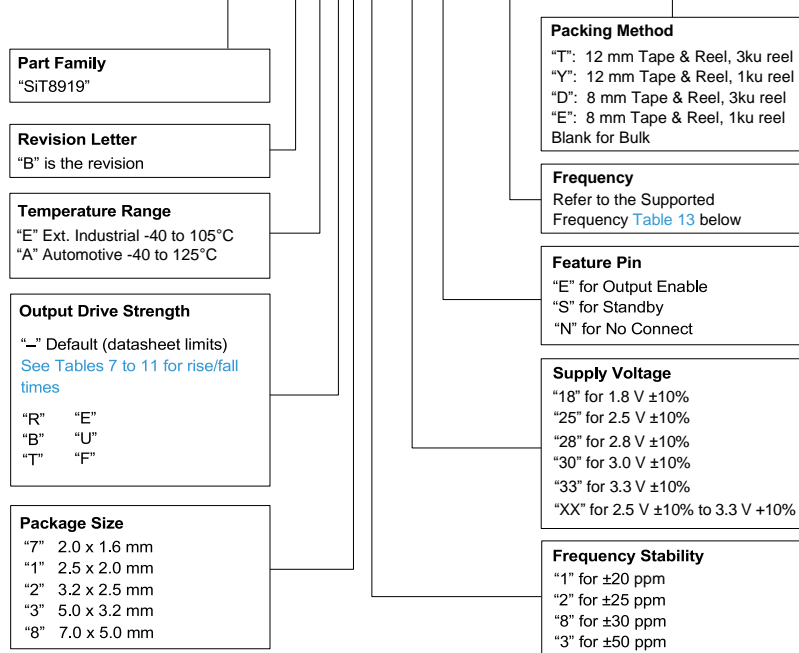 Part Family
“SiT8919”
Revision Letter
“B” is the revision
Temperature Range
“E” Ext. Industrial -40 to 105°C
“A” Automotive -40 to 125°C
Output Drive Strength
“–” Default (datasheet limits)
See Tables 7 to 11 for rise/fall
times
“R” “E”
“B” “U”
“T” “F”
Package Size
“7” 2.0 x 1.6 mm
“1” 2.5 x 2.0 mm
“2” 3.2 x 2.5 mm
“3” 5.0 x 3.2 mm
“8” 7.0 x 5.0 mm
Packing Method
“T”: 12 mm Tape & Reel, 3ku reel
“Y”: 12 mm Tape & Reel, 1ku reel
“D”: 8 mm Tape & Reel, 3ku reel
“E”: 8 mm Tape & Reel, 1ku reel
Blank for Bulk
Frequency
Refer to the Supported
Frequency Table 13 below
Feature Pin
“E” for Output Enable
“S” for Standby
“N” for No Connect
Supply Voltage
“18” for 1.8 V ±10%
“25” for 2.5 V ±10%
“28” for 2.8 V ±10%
“30” for 3.0 V ±10%
“33” for 3.3 V ±10%
“XX” for 2.5 V ±10% to 3.3 V +10%
Frequency Stability
“1” for ±20 ppm
“2” for ±25 ppm
“8” for ±30 ppm
“3” for ±50 ppm